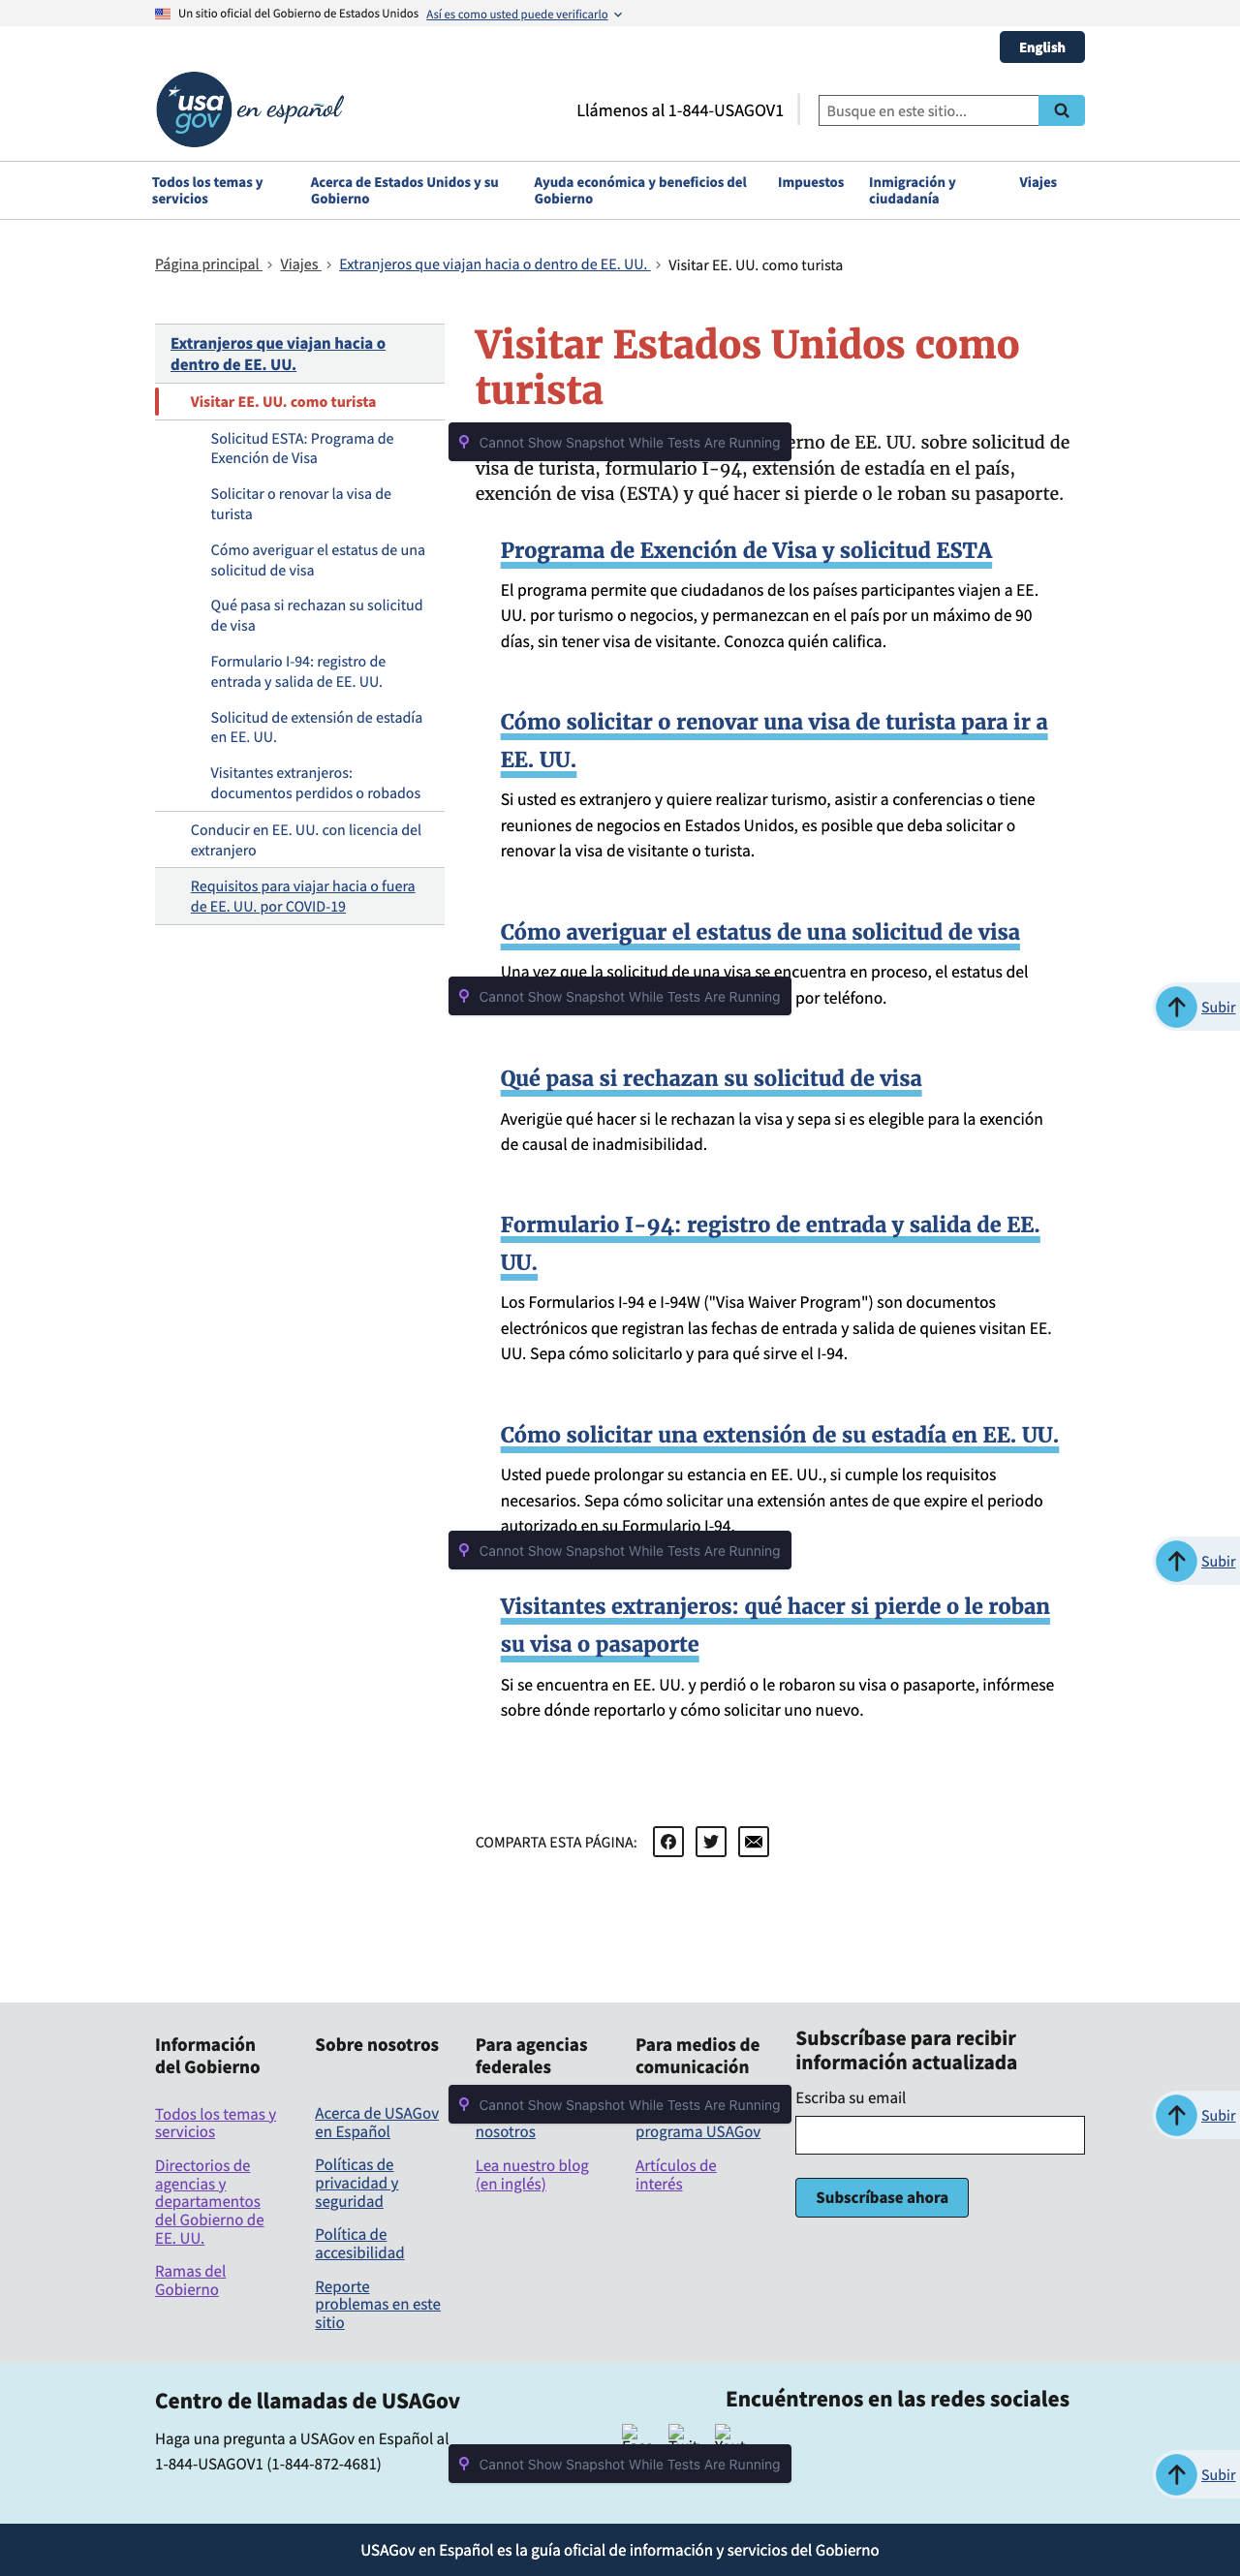 Un sitio oficial del Gobierno de Estados Unidos Así es como usted puede verificarlo
English
usa gov en español
Llámenos al 1-844-USAGOV1
Busque en este sitio...
Todos los temas y servicios
Acerca de Estados Unidos y su Gobierno
Ayuda económica y beneficios del Gobierno
Impuestos
Inmigración y ciudadanía
Viajes
Página principal > Viajes > Extranjeros que viajan hacia o dentro de EE. UU. > Visitar EE. UU. como turista
Extranjeros que viajan hacia o
dentro de EE. UU.
Visitar EE. UU. como turista
Solicitud ESTA: Programa de
Exención de Visa
Solicitar o renovar la visa de
turista
Cómo averiguar el estatus de una
solicitud de visa
Qué pasa si rechazan su solicitud
de visa
Formulario I-94: registro de
entrada y salida de EE. UU.
Solicitud de extensión de estadía
en EE. UU.
Visitantes extranjeros:
documentos perdidos o robados
Conducir en EE. UU. con licencia del
extranjero
Requisitos para viajar hacia o fuera
de EE. UU. por COVID-19
Visitar Estados Unidos como
turista
Cannot Show Snapshot While Tests Are Running
erno de EE. UU. sobre solicitud de
visa de turista, formulario I-94, extensión de estadía en el país,
exención de visa (ESTA) y qué hacer si pierde o le roban su pasaporte.
Programa de Exención de Visa y solicitud ESTA
El programa permite que ciudadanos de los países participantes viajen a EE.
UU. por turismo o negocios, y permanezcan en el país por un máximo de 90
días, sin tener visa de visitante. Conozca quién califica.
Cómo solicitar o renovar una visa de turista para ir a
EE. UU.
Si usted es extranjero y quiere realizar turismo, asistir a conferencias o tiene
reuniones de negocios en Estados Unidos, es posible que deba solicitar o
renovar la visa de visitante o turista.
Cómo averiguar el estatus de una solicitud de visa
Una vez que la solicitud de una visa se encuentra en proceso, el estatus del
Cannot Show Snapshot While Tests Are Running
por teléfono.
Subir
Qué pasa si rechazan su solicitud de visa
Averigüe qué hacer si le rechazan la visa y sepa si es elegible para la exención
de causal de inadmisibilidad.
Formulario I-94: registro de entrada y salida de EE.
UU.
Los Formularios I-94 e I-94W ("Visa Waiver Program") son documentos
electrónicos que registran las fechas de entrada y salida de quienes visitan EE.
UU. Sepa cómo solicitarlo y para qué sirve el I-94.
Cómo solicitar una extensión de su estadía en EE. UU.
Usted puede prolongar su estancia en EE. UU., si cumple los requisitos
necesarios. Sepa cómo solicitar una extensión antes de que expire el periodo
autorizado en su Formulario I-94.
Cannot Show Snapshot While Tests Are Running
Subir
Visitantes extranjeros: qué hacer si pierde o le roban
su visa o pasaporte
Si se encuentra en EE. UU. y perdió o le robaron su visa o pasaporte, infórmese
sobre dónde reportarlo y cómo solicitar uno nuevo.
COMPARTA ESTA PÁGINA:
Información
del Gobierno
Todos los temas y
servicios
Directorios de
agencias y
departamentos
del Gobierno de
EE. UU.
Ramas del
Gobierno
Sobre nosotros
Acerca de USAGov
en Español
Políticas de
privacidad y
seguridad
Política de
accesibilidad
Reporte
problemas en este
sitio
Para agencias
federales
Cannot Show Snapshot While Tests Are Running
nosotros
Lea nuestro blog
(en inglés)
Para medios de
comunicación
programa USAGov
Artículos de
interés
Subscríbase para recibir
información actualizada
Escriba su email
Subscríbase ahora
Subir
Centro de llamadas de USAGov
Haga una pregunta a USAGov en Español al
1-844-USAGOV1 (1-844-872-4681)
Encuéntrenos en las redes sociales
Cannot Show Snapshot While Tests Are Running
Subir
USAGov en Español es la guía oficial de información y servicios del Gobierno